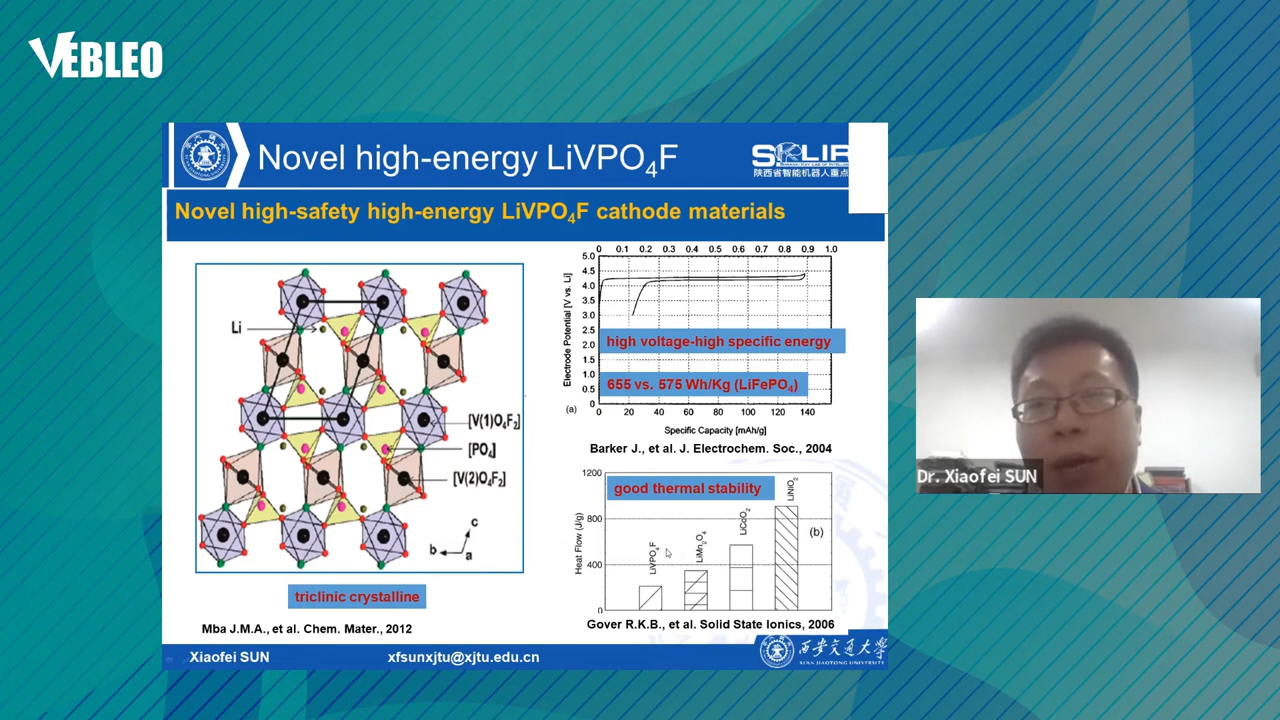 VEBLEO
Novel high-energy LiVPO₄F
SKLIR
陕西省智能机器人重点
Novel high-safety high-energy LiVPO₄F cathode materials
Li
[V(1)O₄F₂]
[PO₄]
[V(2)O₄F₂]
c
b
a
triclinic crystalline
Mba J.M.A., et al. Chem. Mater., 2012
0 0.1 0.2 0.3 0.4 0.5 0.6 0.7 0.8 0.9 1.0
5.0
4.5
4.0
3.5
3.0
2.5
2.0
1.5
1.0
0.5
0
Electrode Potential [V vs. Li]
high voltage-high specific energy
655 vs. 575 Wh/Kg (LiFePO₄)
(a)
0 20 40 60 80 100 120 140
Specific Capacity [mAh/g]
Barker J., et al. J. Electrochem. Soc., 2004
1200
800
400
0
Heat Flow (J/g)
good thermal stability
LiVPO₄F
LiMn₂O₄
LiCoO₂
LiNiO₂
(b)
Gover R.K.B., et al. Solid State Ionics, 2006
Xiaofei SUN
xfsunxjtu@xjtu.edu.cn
西安交通大学
XI'AN JIAOTONG UNIVERSITY
Dr. Xiaofei SUN